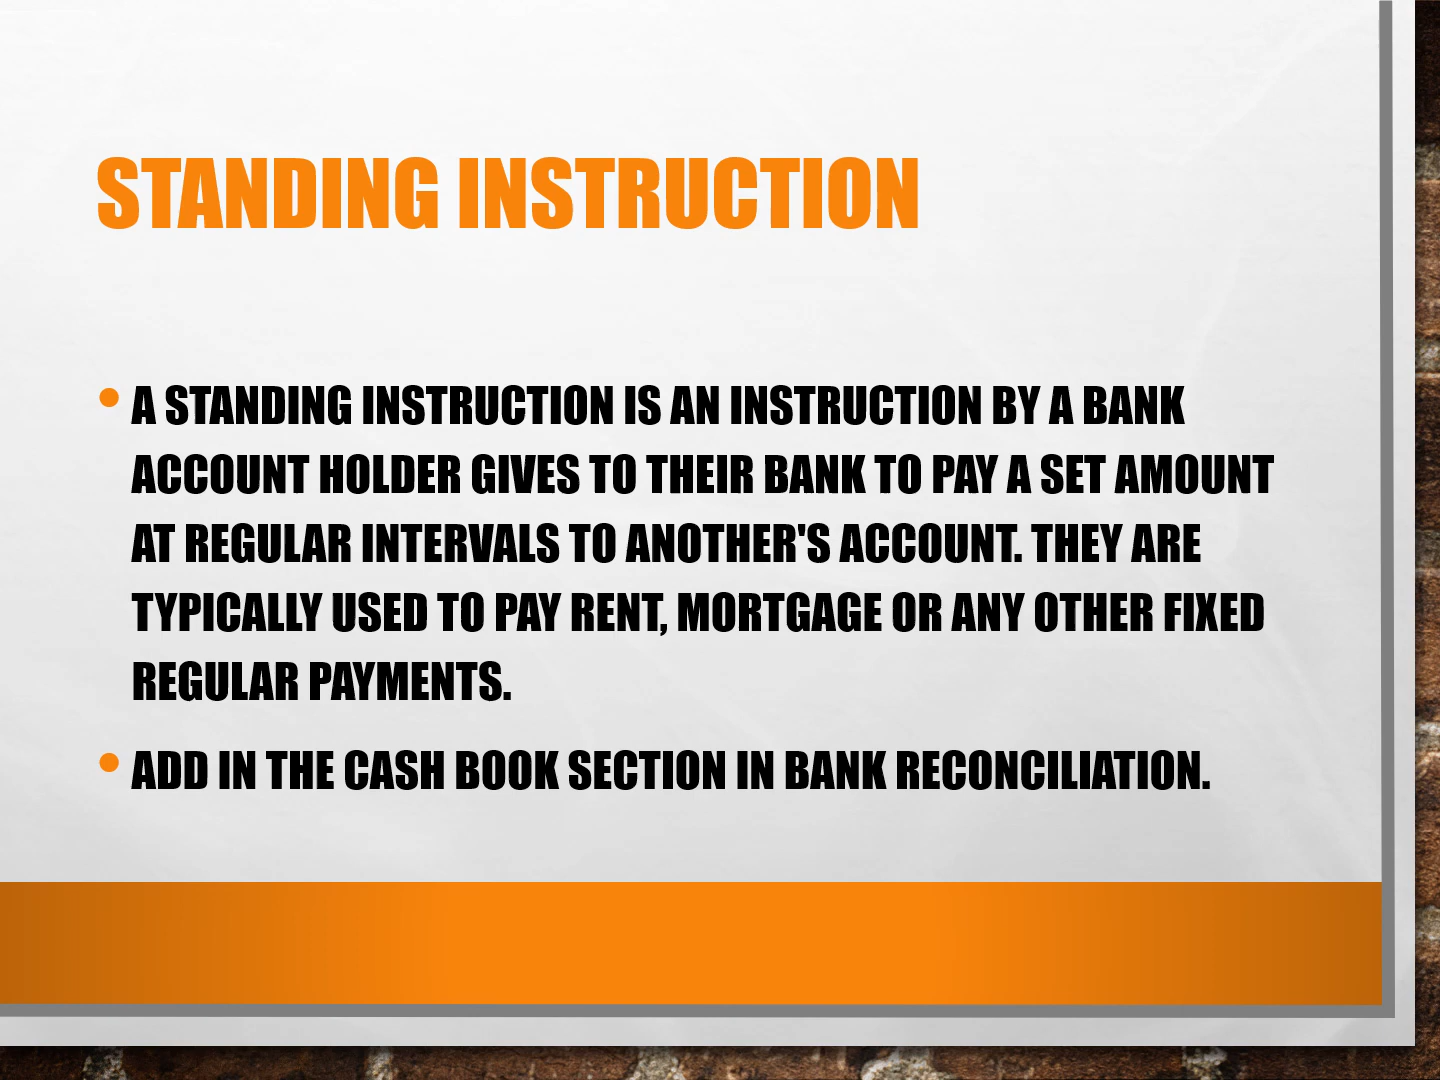 STANDING INSTRUCTION
• A STANDING INSTRUCTION IS AN INSTRUCTION BY A BANK
ACCOUNT HOLDER GIVES TO THEIR BANK TO PAY A SET AMOUNT
AT REGULAR INTERVALS TO ANOTHER'S ACCOUNT. THEY ARE
TYPICALLY USED TO PAY RENT, MORTGAGE OR ANY OTHER FIXED
REGULAR PAYMENTS.
• ADD IN THE CASH BOOK SECTION IN BANK RECONCILIATION.